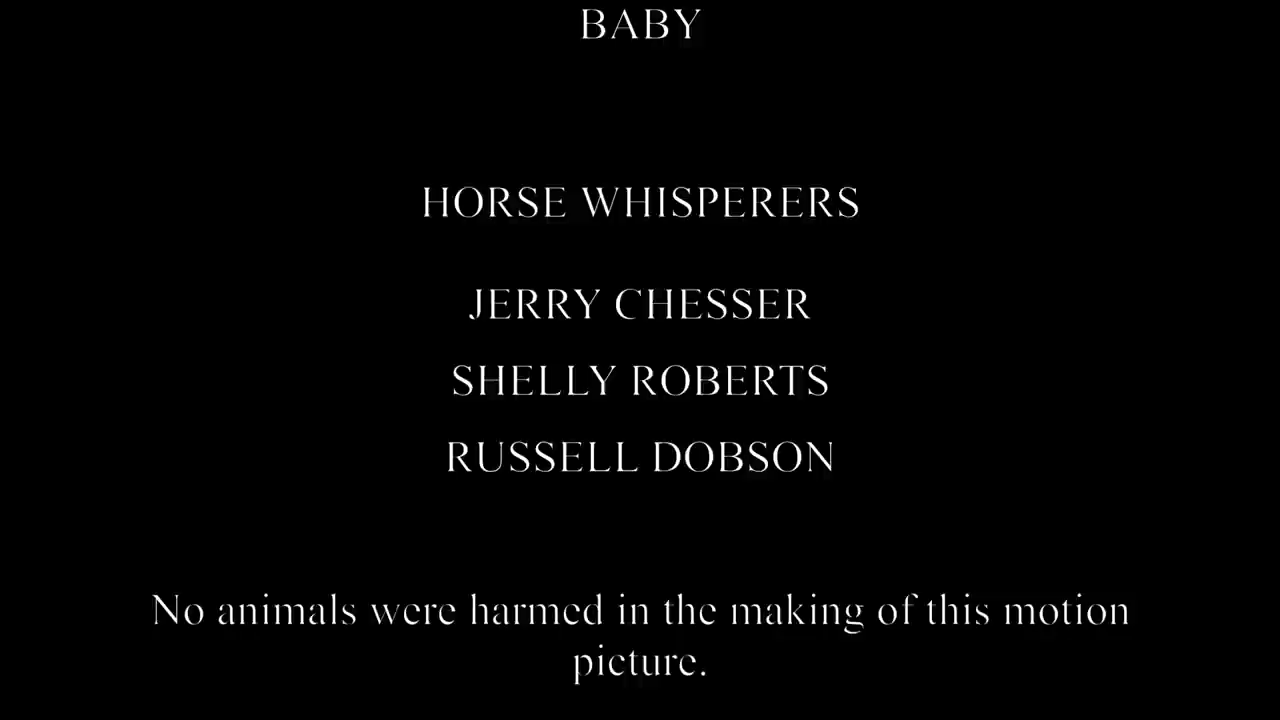 BABY
HORSE WHISPERERS
JERRY CHESSER
SHELLY ROBERTS
RUSSELL DOBSON
No animals were harmed in the making of this motion
picture.